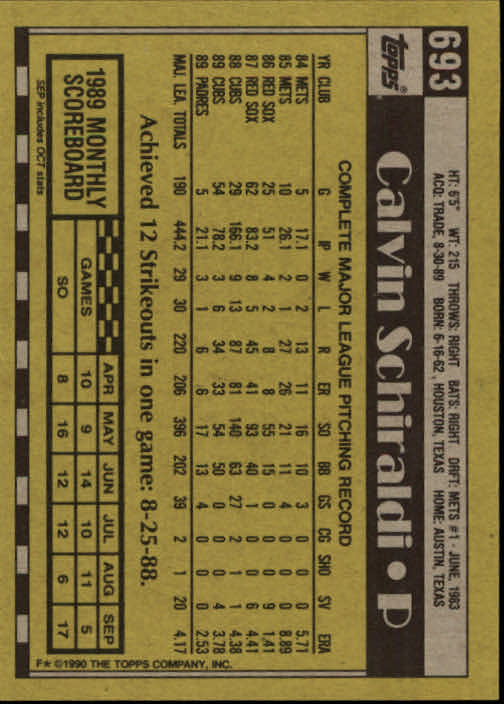 693
topps®
HT: 6'5" WT: 215 THROWS: RIGHT BATS: RIGHT DRFT: METS #1 - JUNE, 1983
ACQ: TRADE, 8-30-89 BORN: 6-16-62, HOUSTON, TEXAS HOME: AUSTIN, TEXAS
Calvin Schiraldi • P
COMPLETE MAJOR LEAGUE PITCHING RECORD
YR CLUB G IP W L R ER SO BB GS CG SHO SV ERA
84 METS 5 17.1 0 2 13 11 16 10 3 0 0 0 5.71
85 METS 10 26.1 2 1 27 26 21 11 4 0 0 0 8.89
86 RED SOX 25 51 4 2 8 8 55 15 0 0 0 9 1.41
87 RED SOX 62 83.2 8 5 45 41 93 40 1 0 0 6 4.41
88 CUBS 29 166.1 9 13 87 81 140 63 27 2 1 1 4.38
89 CUBS 54 78.2 3 6 34 33 54 50 0 0 0 4 3.78
89 PADRES 5 21.1 3 1 6 6 17 13 4 0 0 0 2.53
MAJ. LEA. TOTALS 190 444.2 29 30 220 206 396 202 39 2 1 20 4.17
Achieved 12 Strikeouts in one game: 8-25-88.
1989 MONTHLY
SCOREBOARD
APR MAY JUN JUL AUG SEP
GAMES 10 9 14 10 11 5
SO 8 16 12 12 6 17
SEP includes OCT stats
F* ©1990 THE TOPPS COMPANY, INC.